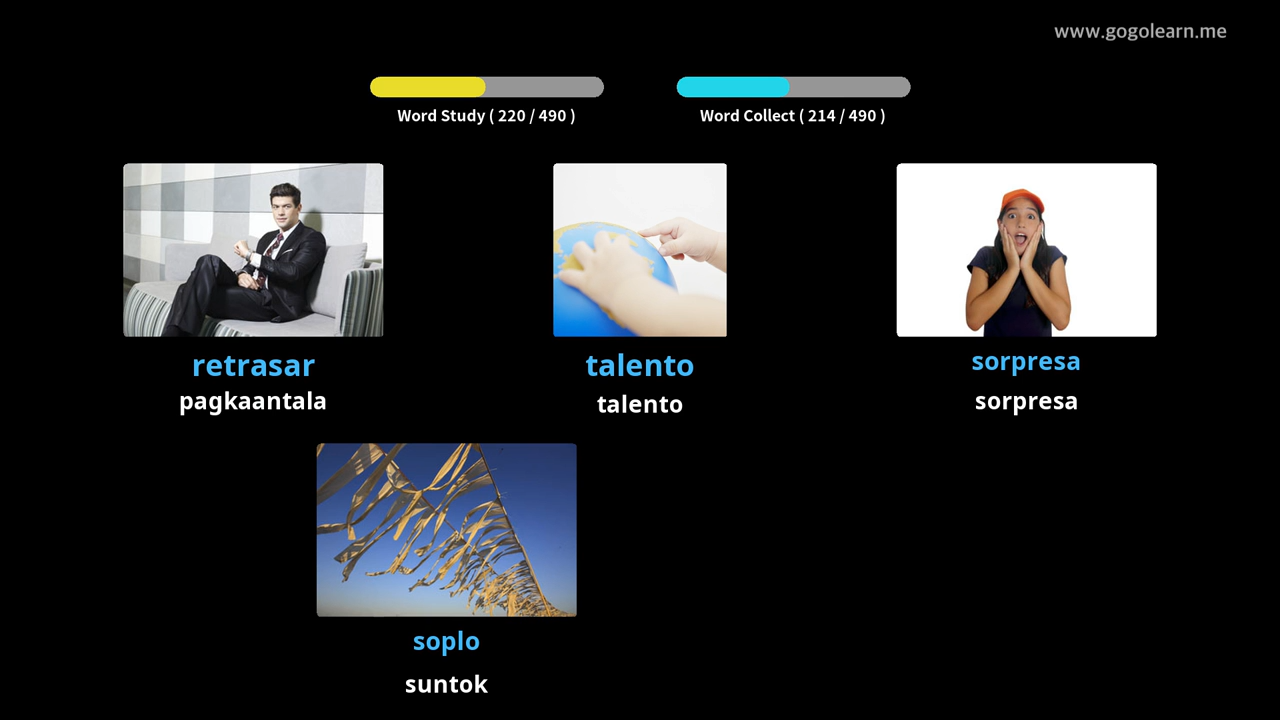 www.gogolearn.me
Word Study ( 220 / 490 )
Word Collect ( 214 / 490 )
retrasar
pagkaantala
talento
talento
sorpresa
sorpresa
soplo
suntok